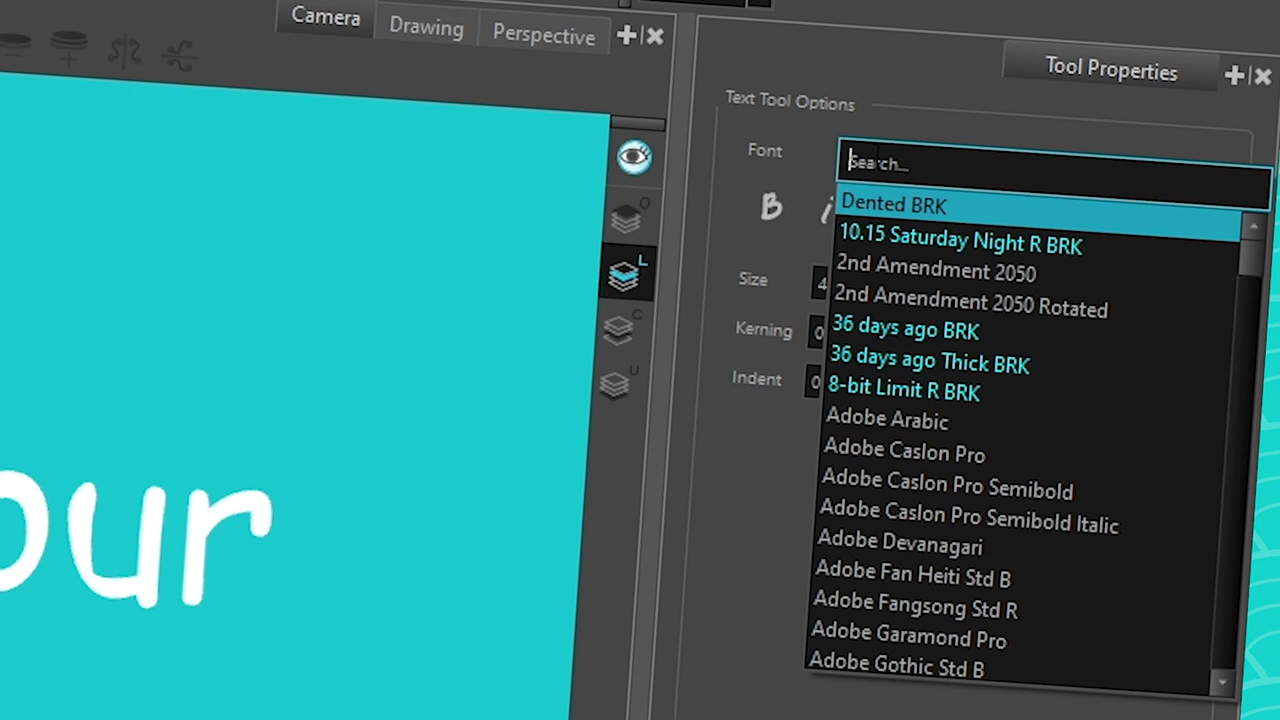 Camera
Drawing
Perspective
Tool Properties
Text Tool Options
Font
Search...
B
Dented BRK
10.15 Saturday Night R BRK
2nd Amendment 2050
Size
4
2nd Amendment 2050 Rotated
Kerning
0
36 days ago BRK
36 days ago Thick BRK
Indent
0
8-bit Limit R BRK
Adobe Arabic
Adobe Caslon Pro
Adobe Caslon Pro Semibold
Adobe Caslon Pro Semibold Italic
Adobe Devanagari
Adobe Fan Heiti Std B
Adobe Fangsong Std R
Adobe Garamond Pro
Adobe Gothic Std B
O
L
C
U
our